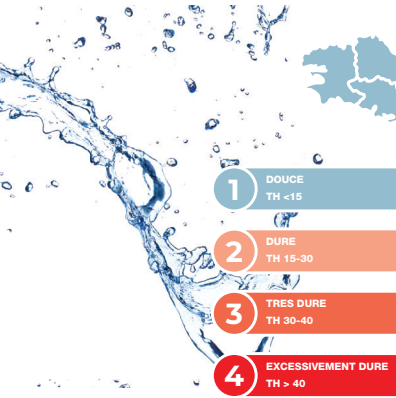 1
DOUCE
TH <15
2
DURE
TH 15-30
3
TRES DURE
TH 30-40
4
EXCESSIVEMENT DURE
TH > 40